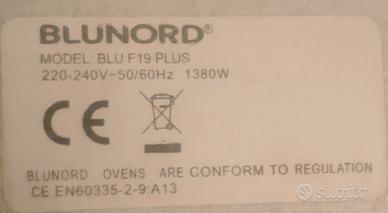 BLUNORD®
MODEL: BLU F19 PLUS
220-240V~50/60Hz 1380W
CE
BLUNORD OVENS ARE CONFORM TO REGULATION
CE EN60335-2-9:A13
subito